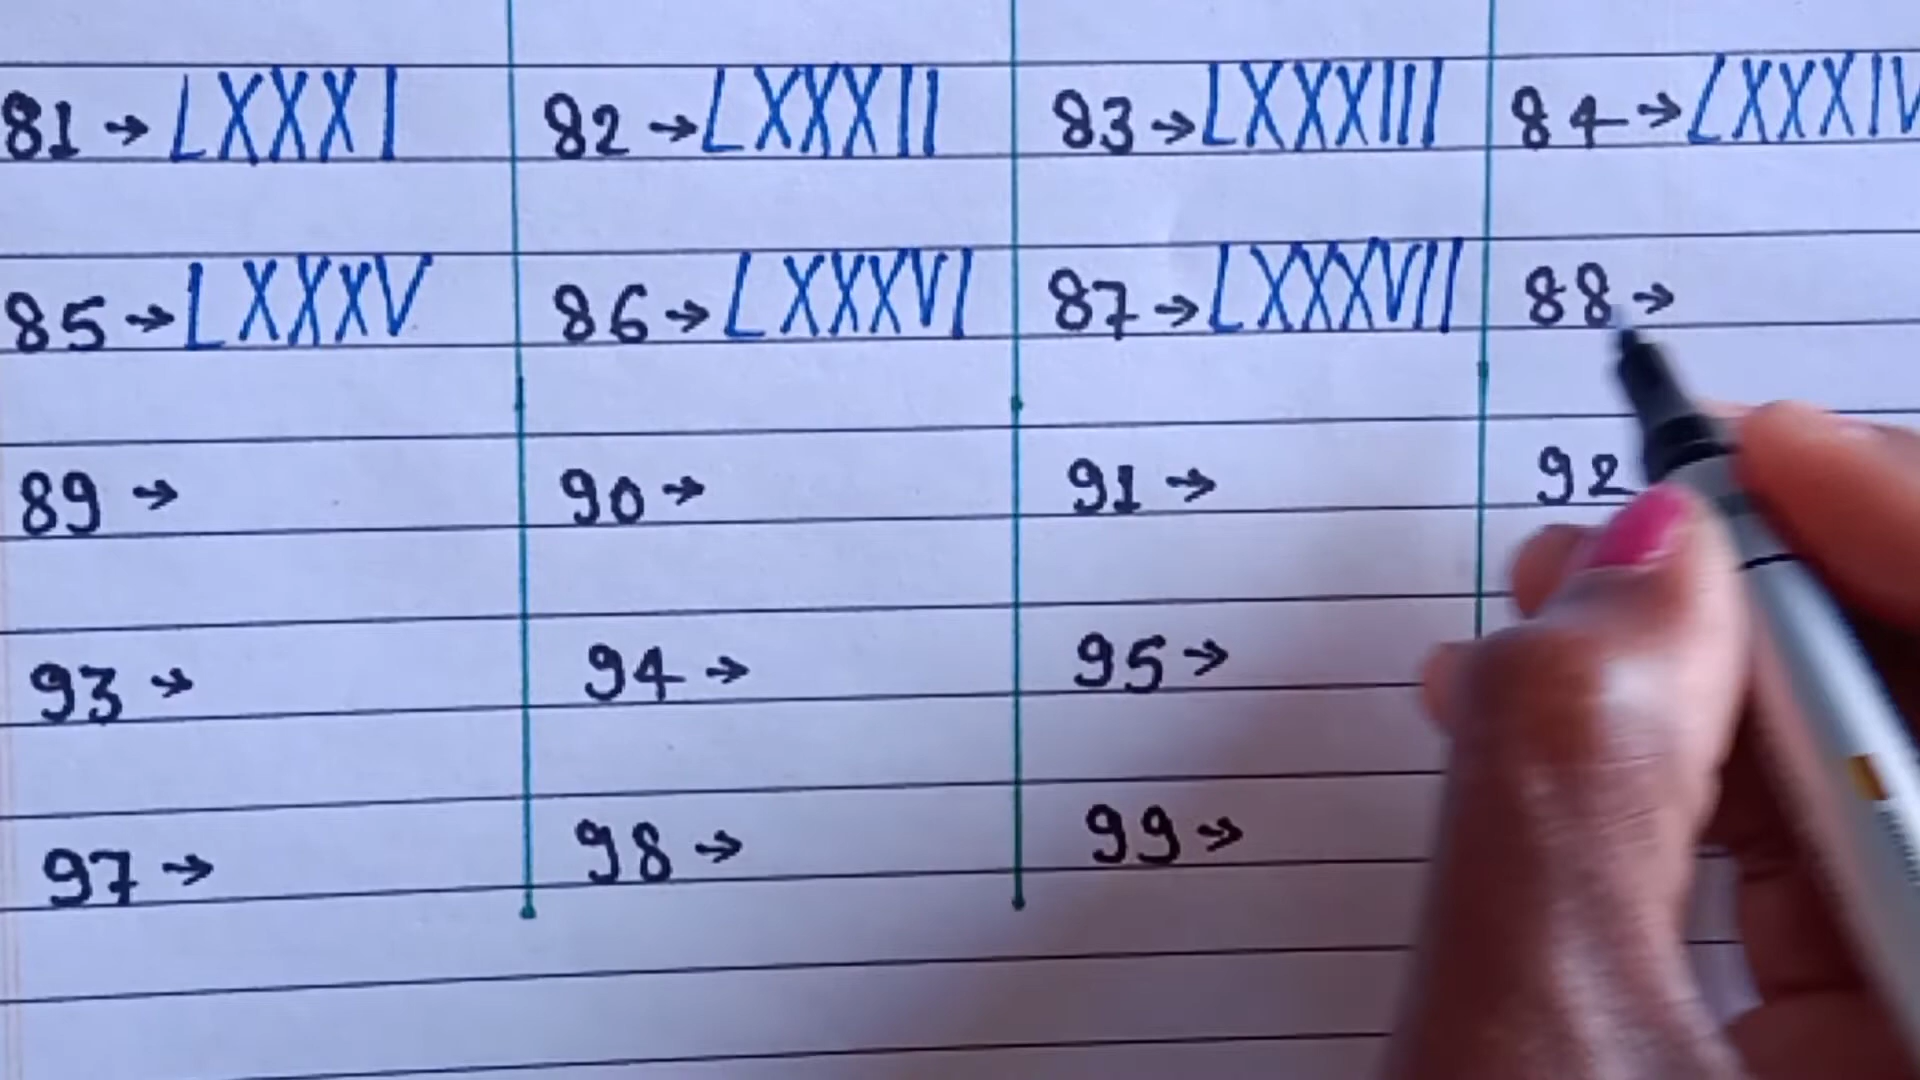 81 → LXXXI 82 → LXXXII 83 → LXXXIII 84 → LXXXIV
85 → LXXXV 86 → LXXXVI 87 → LXXXVII 88 →
89 → 90 → 91 → 92
93 → 94 → 95 →
97 → 98 → 99 →